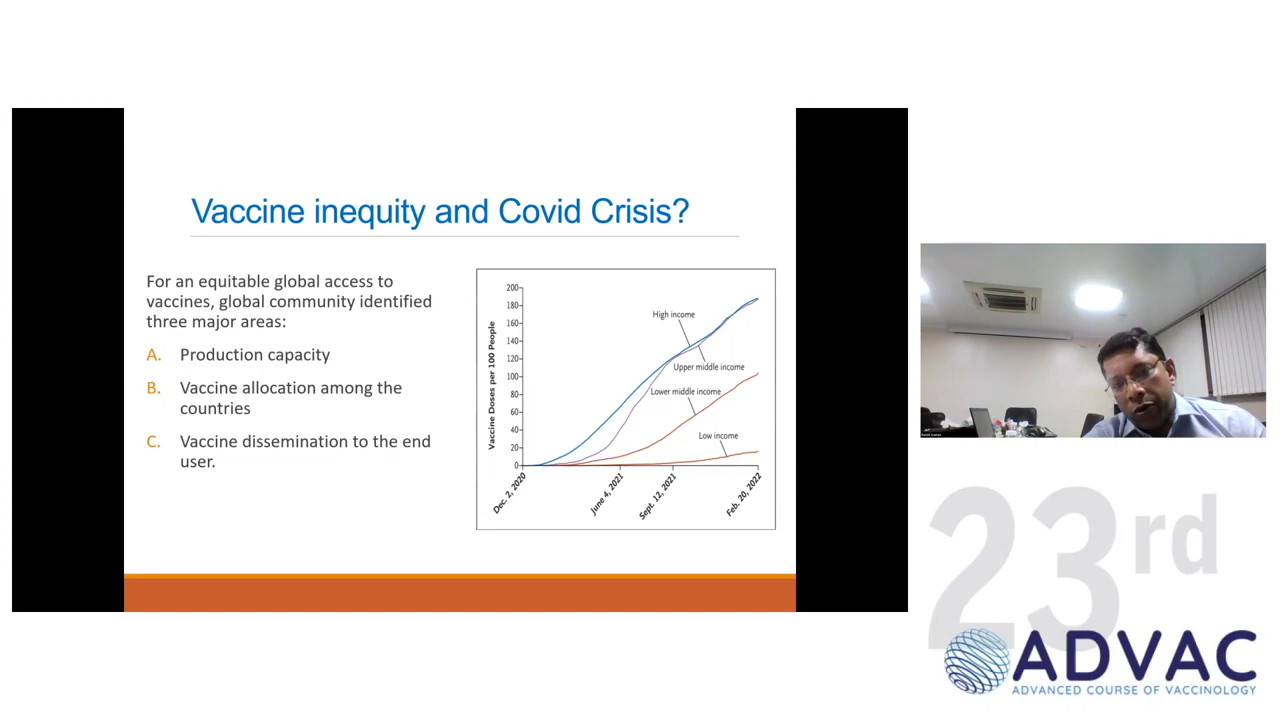 Vaccine inequity and Covid Crisis?
For an equitable global access to
vaccines, global community identified
three major areas:
A. Production capacity
B. Vaccine allocation among the
countries
C. Vaccine dissemination to the end
user.
Vaccine Doses per 100 People
200
180
160
140
120
100
80
60
40
20
0
High income
Upper middle income
Lower middle income
Low income
Dec. 2, 2020
June 4, 2021
Sept. 12, 2021
Feb. 20, 2022
23rd
ADVAC
ADVANCED COURSE OF VACCINOLOGY